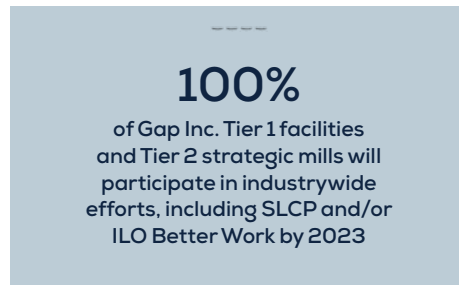 100%
of Gap Inc. Tier 1 facilities
and Tier 2 strategic mills will
participate in industrywide
efforts, including SLCP and/or
ILO Better Work by 2023